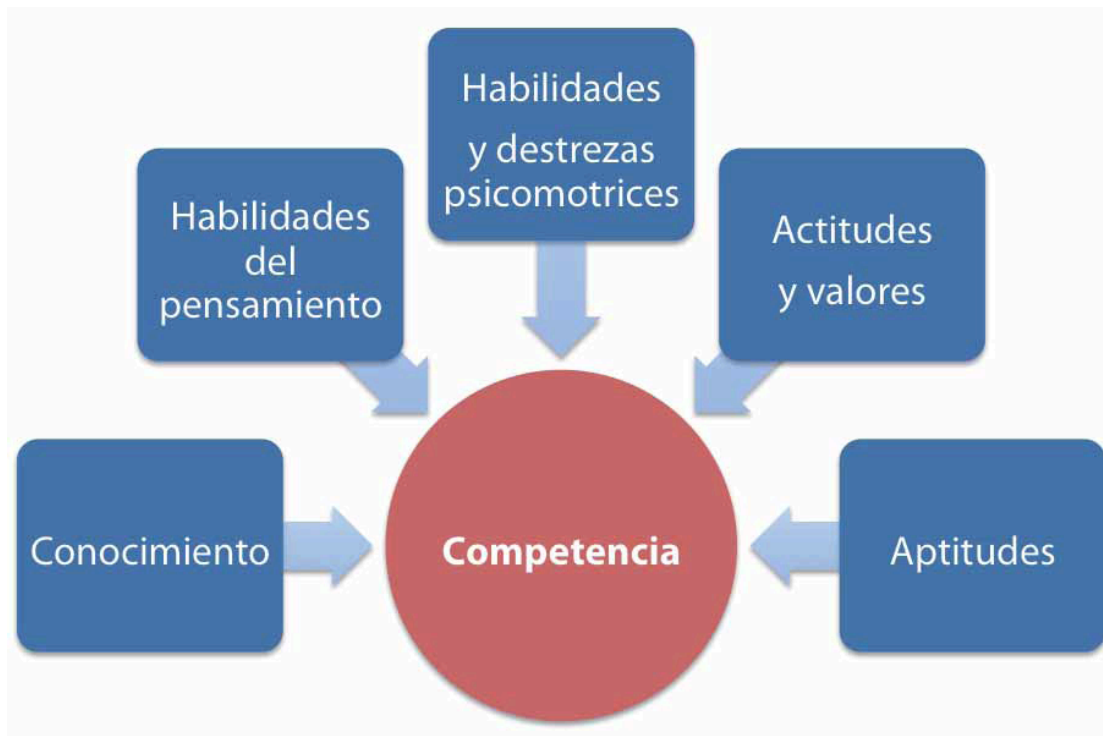 Habilidades
y destrezas
psicomotrices
Habilidades
del
pensamiento
Actitudes
y valores
Conocimiento
Competencia
Aptitudes